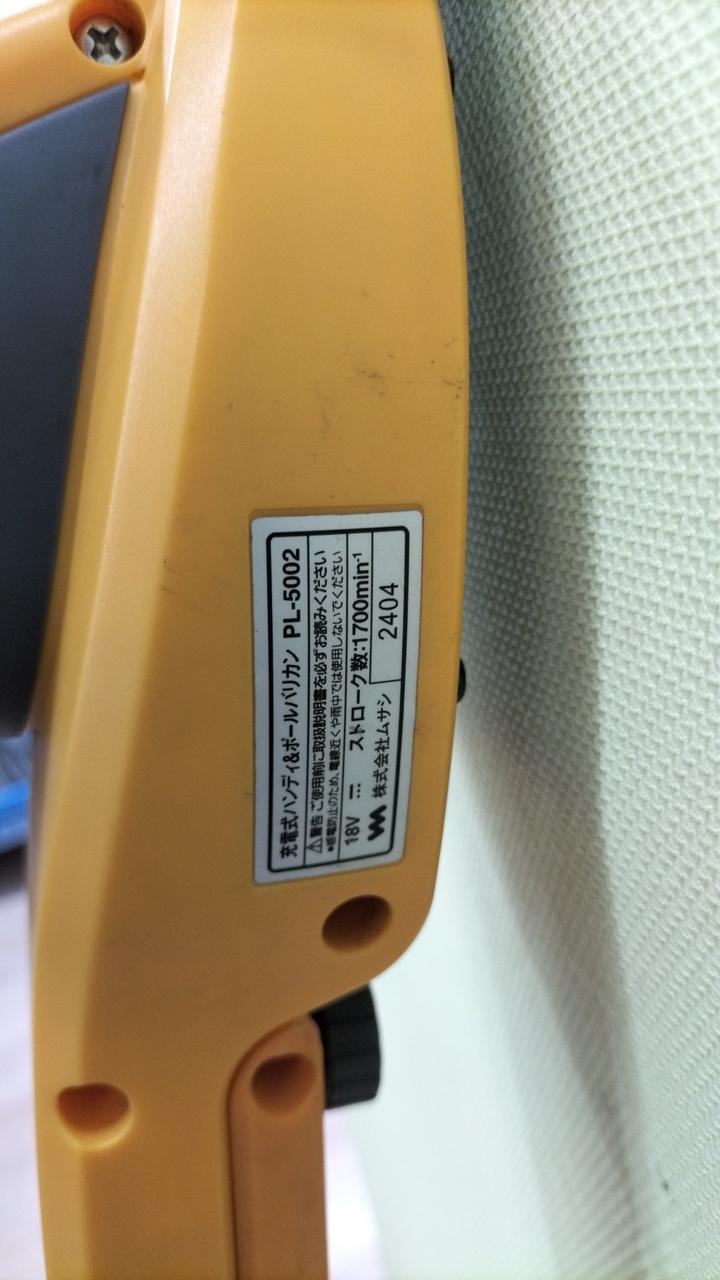 充電式ハンディ&ポールバリカン PL-5002
警告 ご使用前に取扱説明書を必ずお読みください
●感電防止のため、電線近くや雨中では使用しないでください
18V ⎓ ストローク数:1700min⁻¹
株式会社ムサシ 2404